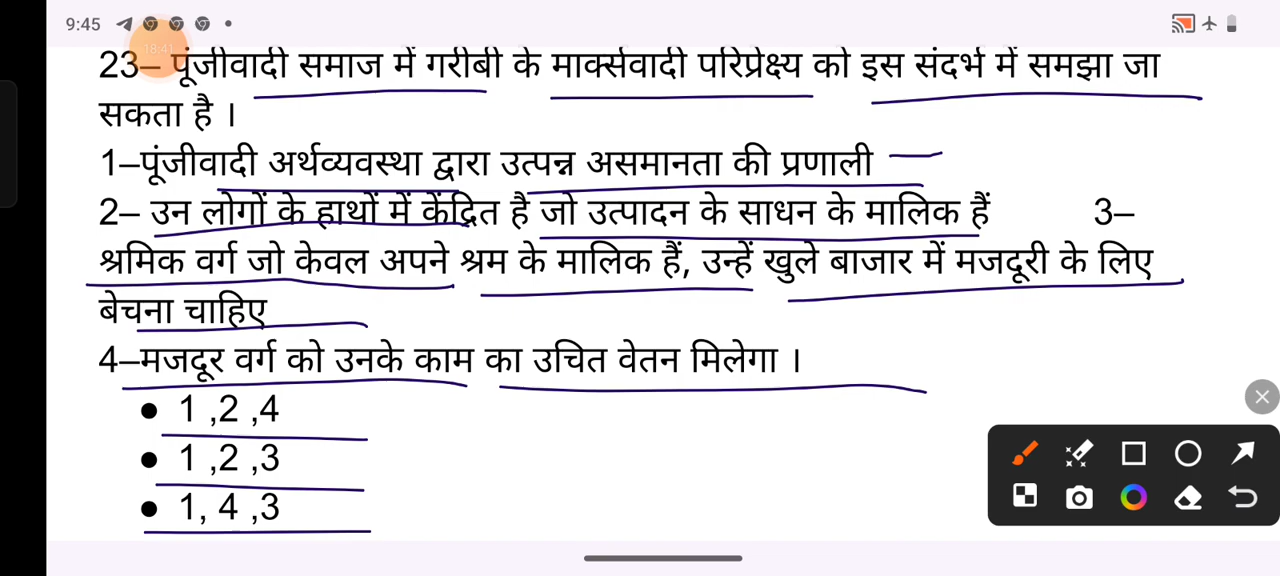 9:45
18:41
23– पूंजीवादी समाज में गरीबी के मार्क्सवादी परिप्रेक्ष्य को इस संदर्भ में समझा जा
सकता है ।
1–पूंजीवादी अर्थव्यवस्था द्वारा उत्पन्न असमानता की प्रणाली
2– उन लोगों के हाथों में केंद्रित है जो उत्पादन के साधन के मालिक हैं 3–
श्रमिक वर्ग जो केवल अपने श्रम के मालिक हैं, उन्हें खुले बाजार में मजदूरी के लिए
बेचना चाहिए
4–मजदूर वर्ग को उनके काम का उचित वेतन मिलेगा ।
● 1 ,2 ,4
● 1 ,2 ,3
● 1, 4 ,3